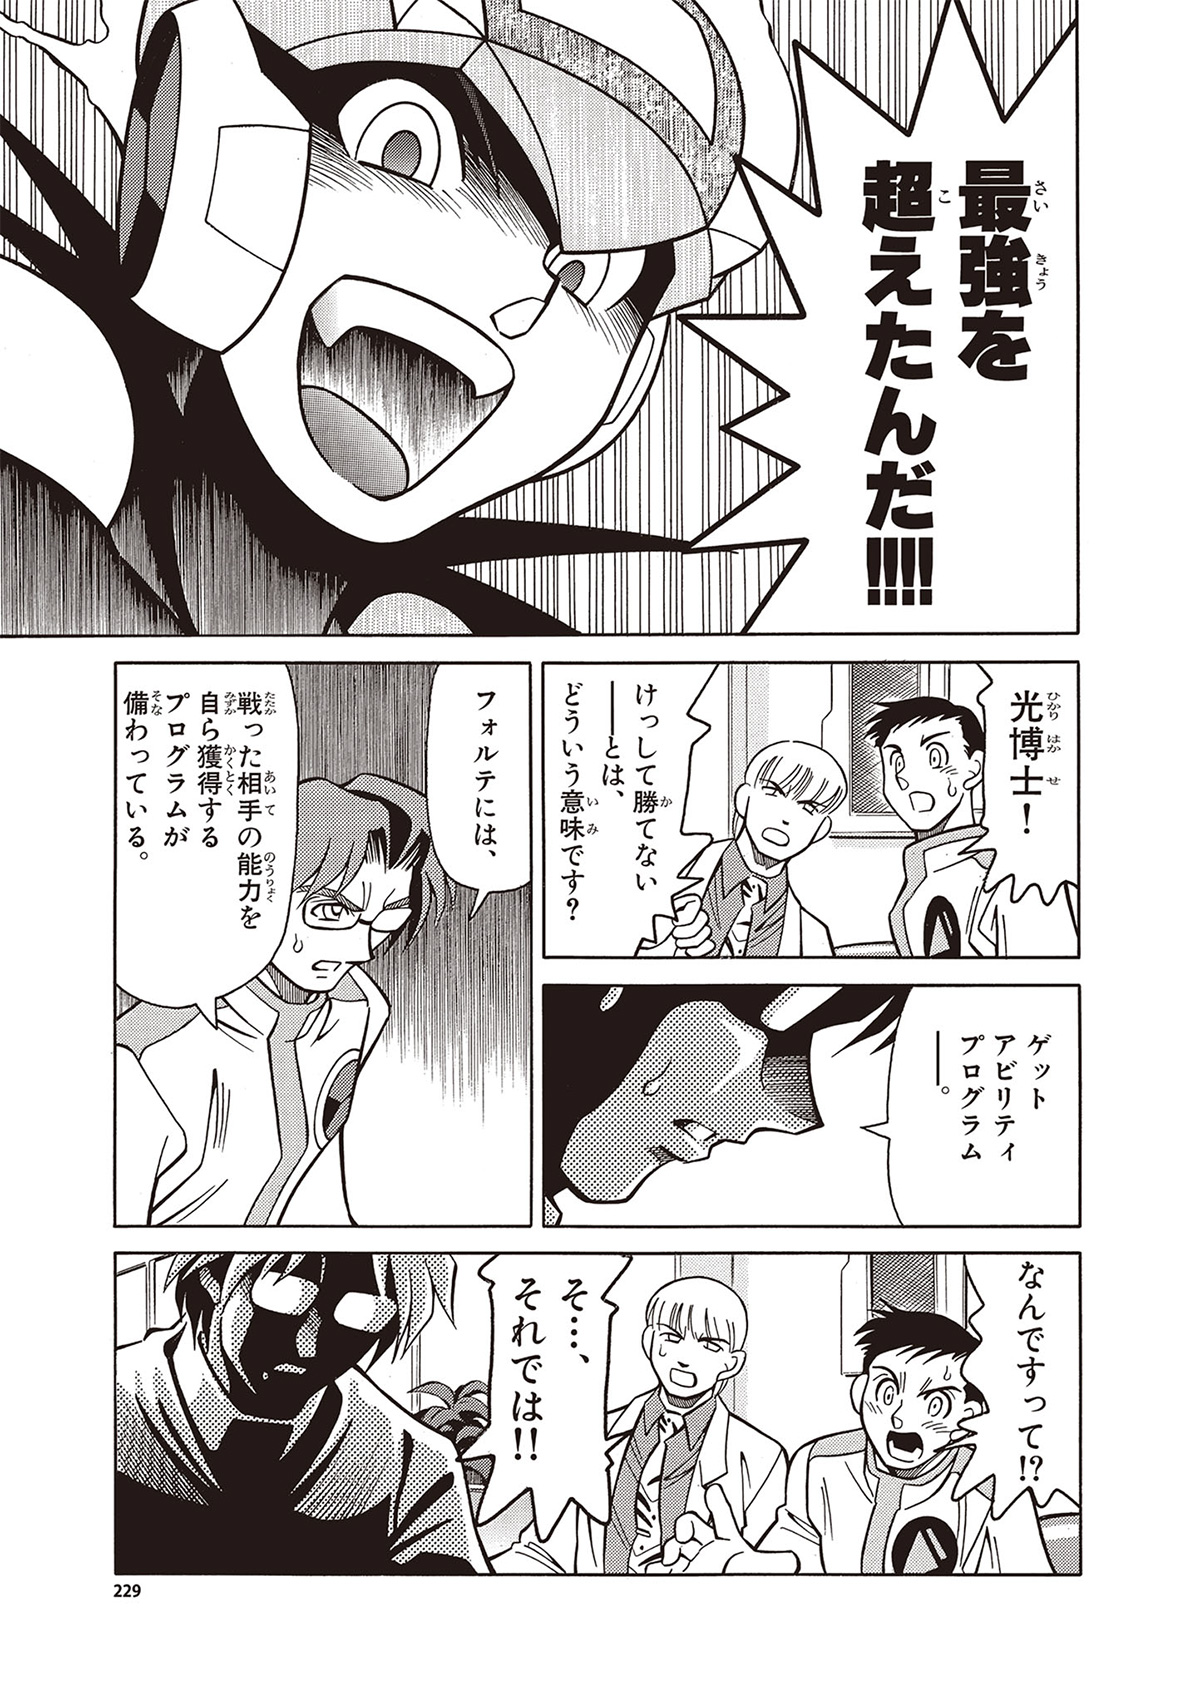 最強を
超えたんだ!!!!
光博士！
けっして勝てない
――とは、
どういう意味です？
ゲット
アビリティ
プログラム
――。
フォルテには、
戦った相手の能力を
自ら獲得する
プログラムが
備わっている。
なんですって!?
そ…、
それでは!!
229